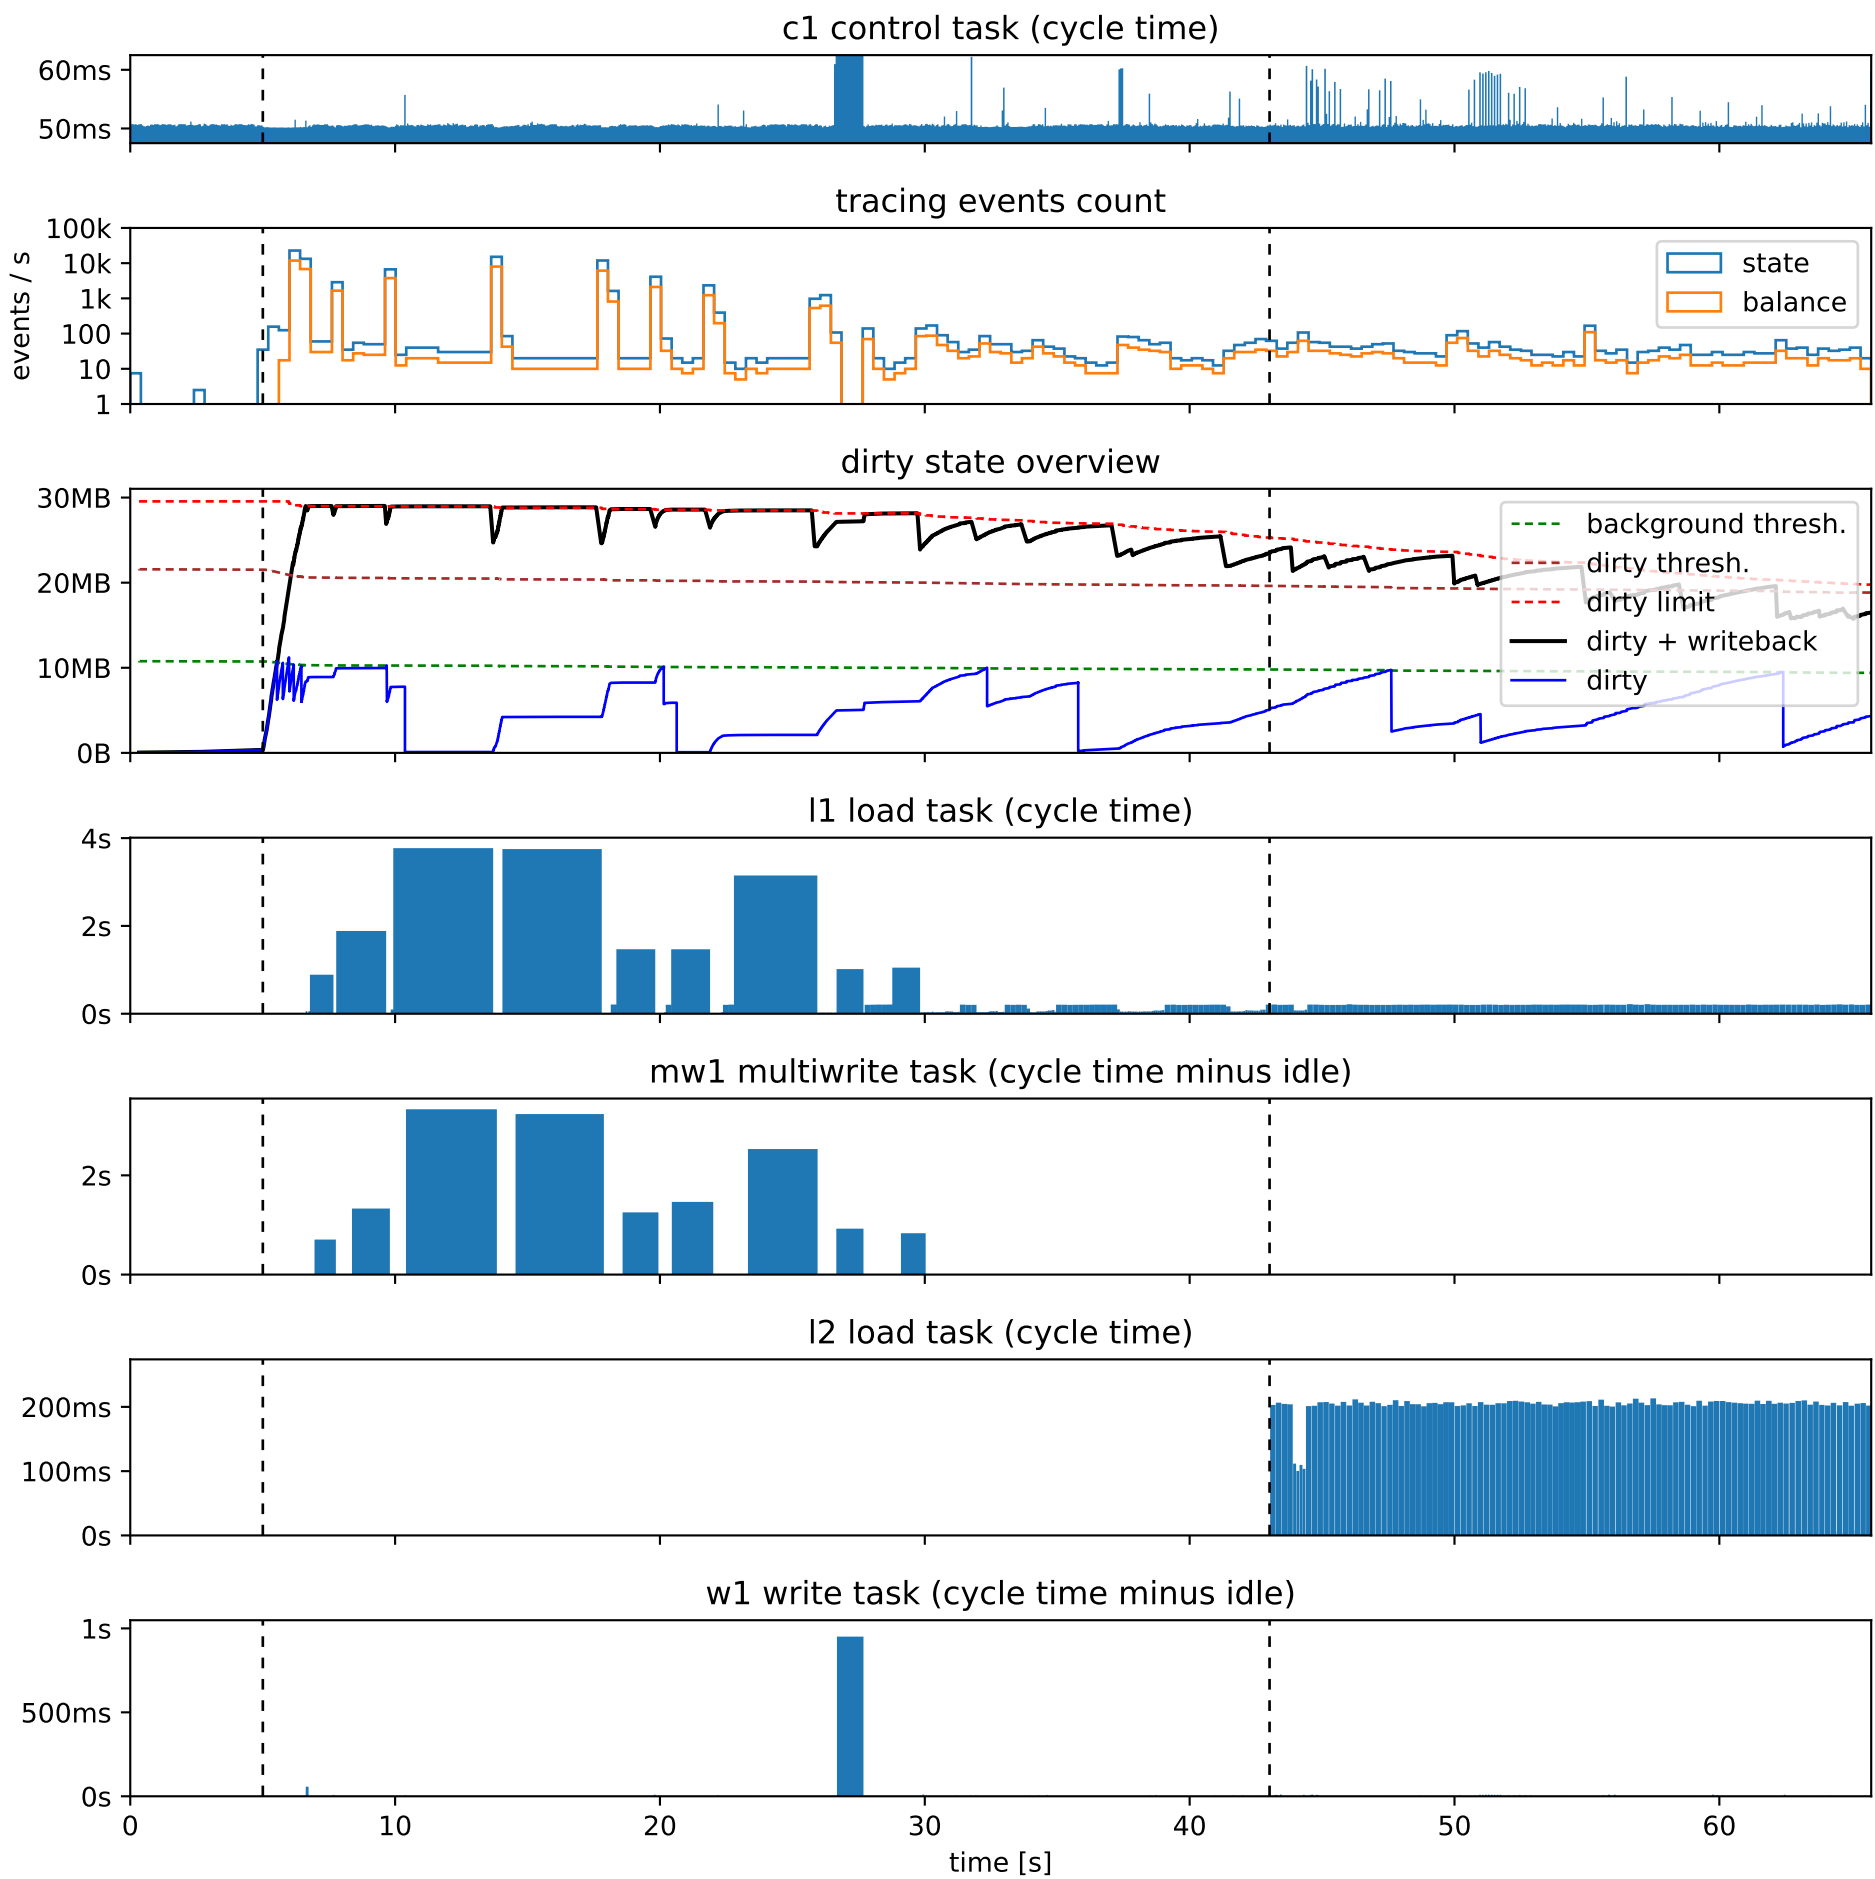 c1 control task (cycle time)
60ms
50ms
tracing events count
100k
10k
1k
100
10
1
events / s
state
balance
dirty state overview
30MB
20MB
10MB
0B
background thresh.
dirty thresh.
dirty limit
dirty + writeback
dirty
l1 load task (cycle time)
4s
2s
0s
mw1 multiwrite task (cycle time minus idle)
2s
0s
l2 load task (cycle time)
200ms
100ms
0s
w1 write task (cycle time minus idle)
1s
500ms
0s
0 10 20 30 40 50 60
time [s]